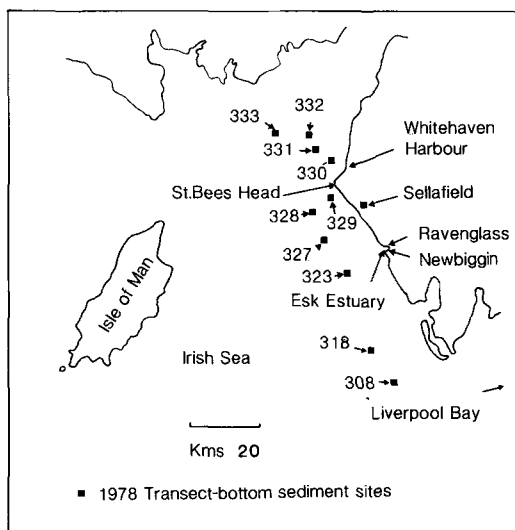 333
332
331
330
Whitehaven
Harbour
St.Bees Head
Sellafield
328
329
Ravenglass
327
Newbiggin
323
Esk Estuary
Isle of Man
318
Irish Sea
308
Liverpool Bay
Kms 20
■ 1978 Transect-bottom sediment sites